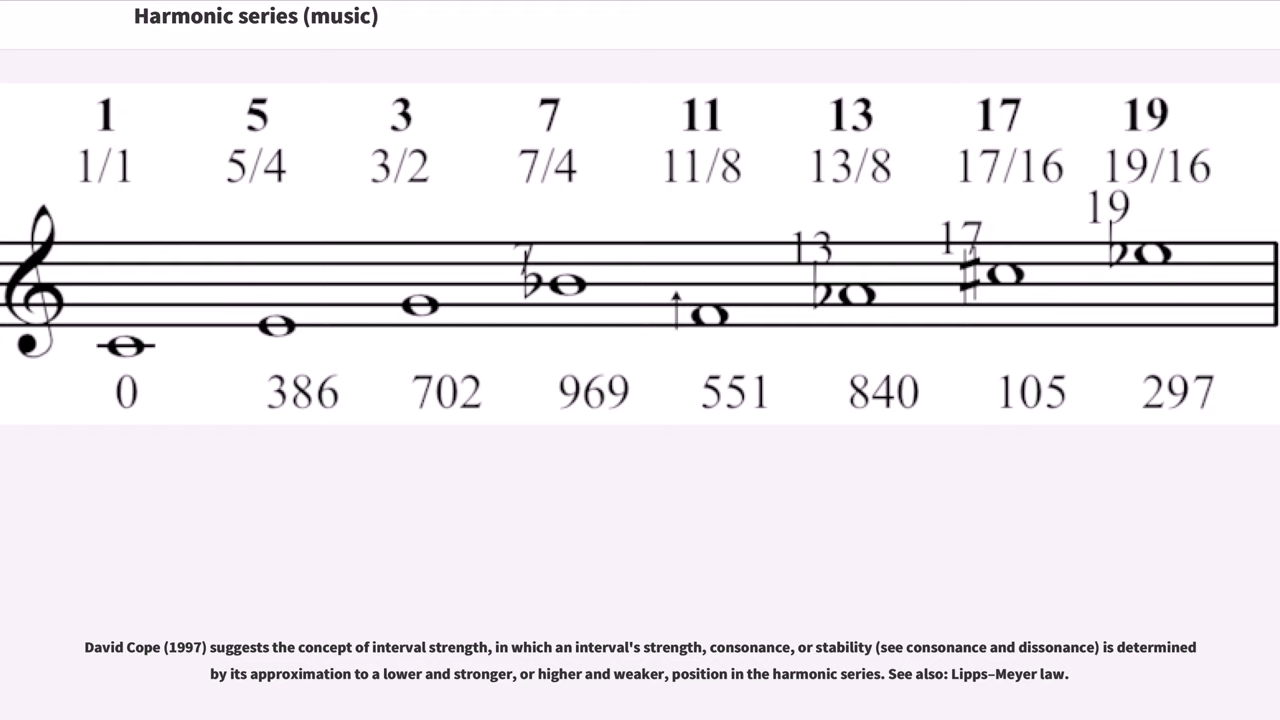 Harmonic series (music)
1 5 3 7 11 13 17 19
1/1 5/4 3/2 7/4 11/8 13/8 17/16 19/16
7 13 17 19
0 386 702 969 551 840 105 297
David Cope (1997) suggests the concept of interval strength, in which an interval's strength, consonance, or stability (see consonance and dissonance) is determined
by its approximation to a lower and stronger, or higher and weaker, position in the harmonic series. See also: Lipps–Meyer law.